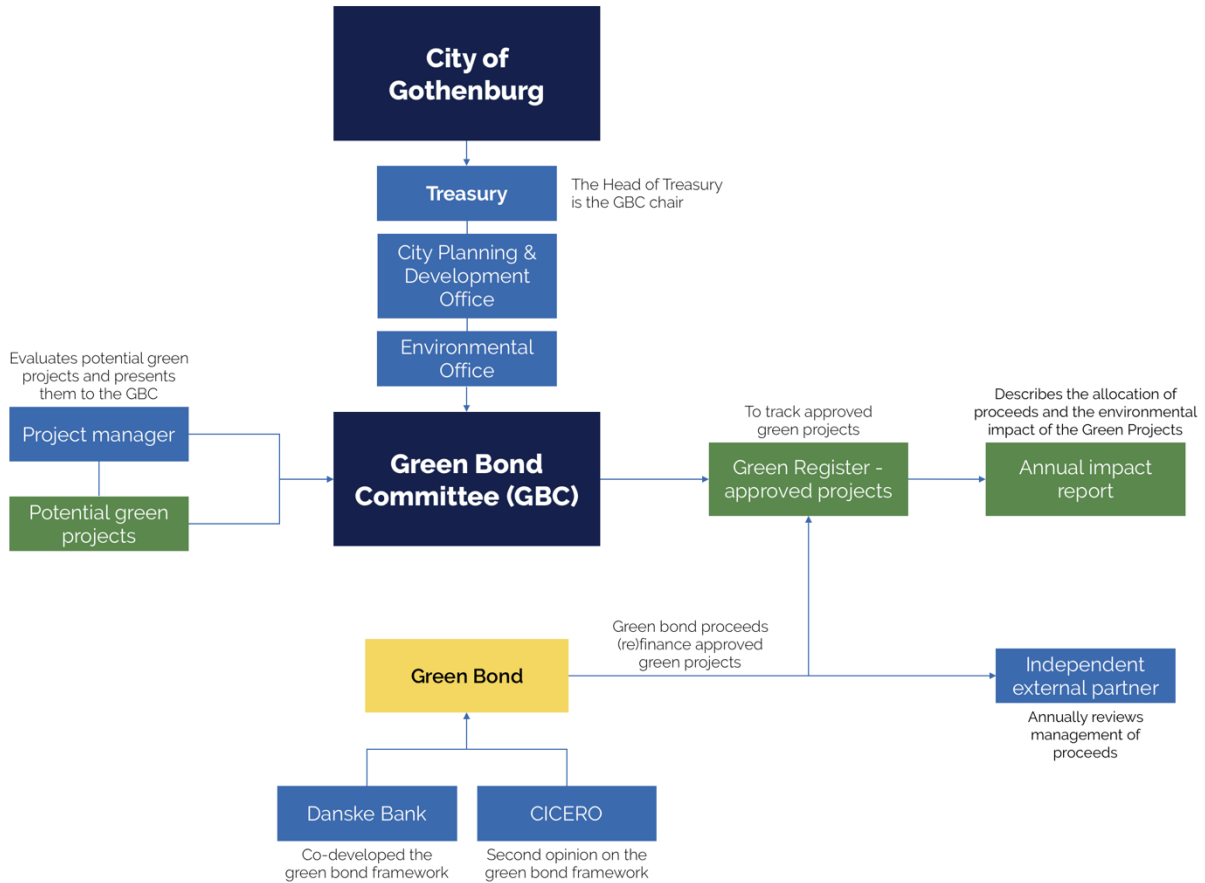 City of
Gothenburg
Treasury
The Head of Treasury
is the GBC chair
City Planning &
Development
Office
Environmental
Office
Evaluates potential green
projects and presents
them to the GBC
Project manager
Potential green
projects
Green Bond
Committee (GBC)
To track approved
green projects
Green Register -
approved projects
Describes the allocation of
proceeds and the environmental
impact of the Green Projects
Annual impact
report
Green Bond
Green bond proceeds
(re)finance approved
green projects
Independent
external partner
Annually reviews
management of
proceeds
Danske Bank
Co-developed the
green bond framework
CICERO
Second opinion on the
green bond framework